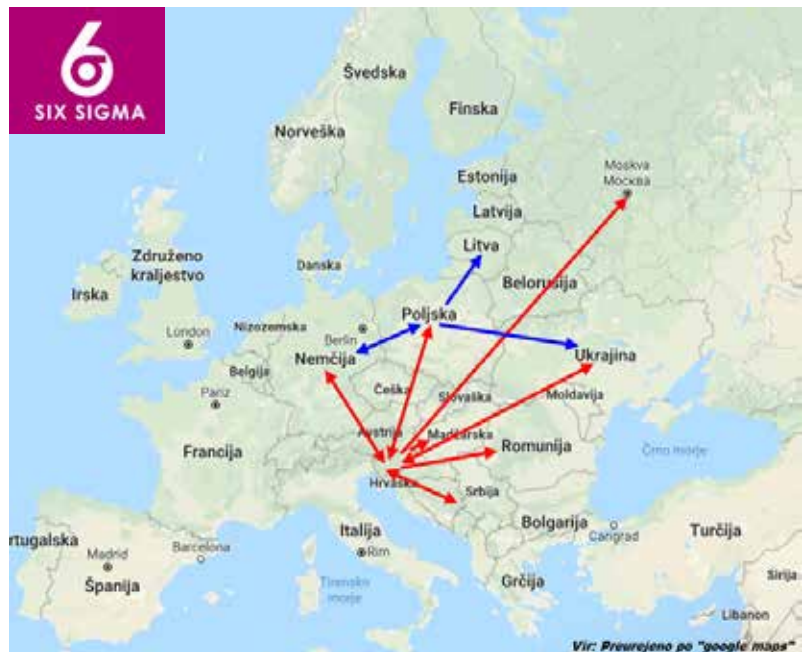 6
SIX SIGMA
Švedska
Finska
Norveška
Estonija
Moskva
Москва
Latvija
Litva
Združeno
kraljestvo
Danska
Irska
Belorusija
Poljska
London
Nizozemska
Berlin
Nemčija
Ukrajina
Belgija
Pariz
Češka
Slovaška
Moldavija
Avstrija
Madžarska
Romunija
Francija
Črno morje
Hrvaška
Srbija
Italija
Bolgarija
Carigrad
Turčija
rtugalska
Madrid
Barcelona
Rim
Španija
Tirensko
morje
Grčija
Sirija
Libanon
Vir: Preurejeno po "google maps"